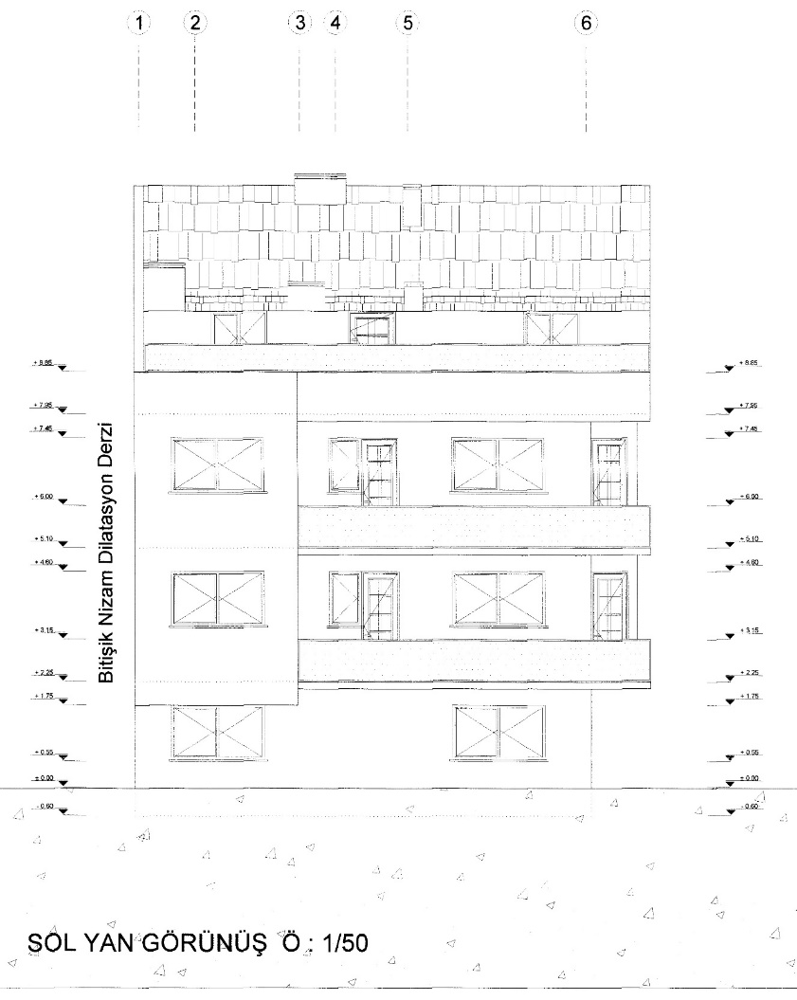 1 2 3 4 5 6
+ 8.85 + 8.85
+ 7.95 + 7.95
+ 7.45 + 7.45
+ 6.00 + 6.00
+ 5.10 + 5.10
+ 4.60 + 4.60
+ 3.15 + 3.15
+ 2.25 + 2.25
+ 1.75 + 1.75
+ 0.55 + 0.55
± 0.00 ± 0.00
- 0.60 - 0.60
Bitişik Nizam Dilatasyon Derzi
SOL YAN GÖRÜNÜŞ Ö : 1/50